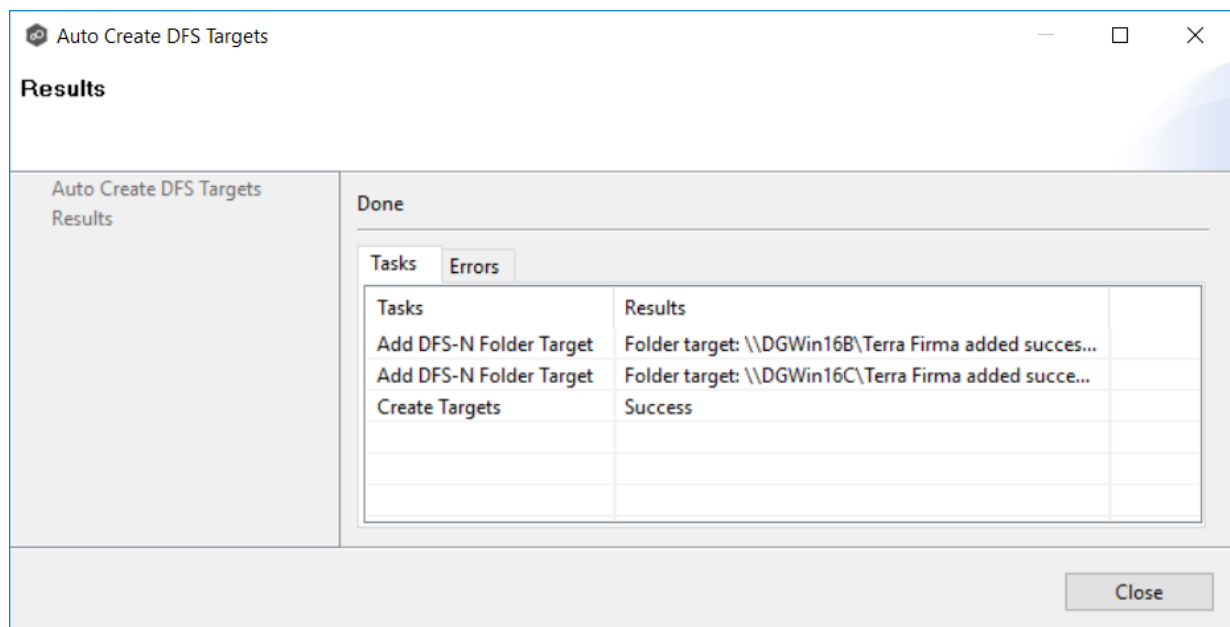 Auto Create DFS Targets
Results
Auto Create DFS Targets
Results
Done
Tasks Errors
Tasks Results
Add DFS-N Folder Target Folder target: \\DGWin16B\Terra Firma added succes...
Add DFS-N Folder Target Folder target: \\DGWin16C\Terra Firma added succe...
Create Targets Success
Close